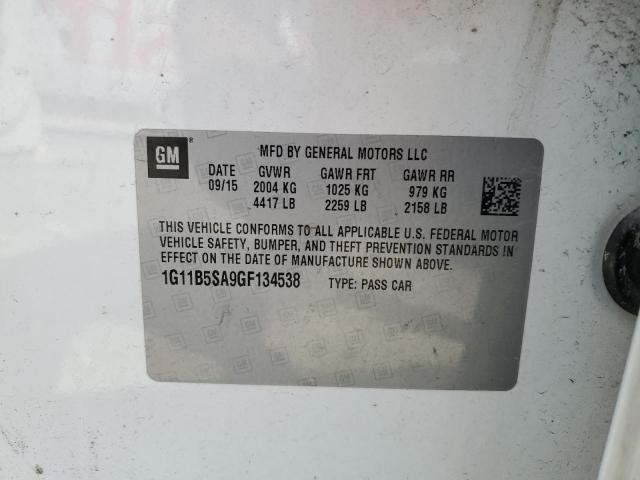 GM ®
MFD BY GENERAL MOTORS LLC
DATE GVWR GAWR FRT GAWR RR
09/15 2004 KG 1025 KG 979 KG
4417 LB 2259 LB 2158 LB
THIS VEHICLE CONFORMS TO ALL APPLICABLE U.S. FEDERAL MOTOR
VEHICLE SAFETY, BUMPER, AND THEFT PREVENTION STANDARDS IN
EFFECT ON THE DATE OF MANUFACTURE SHOWN ABOVE.
1G11B5SA9GF134538 TYPE: PASS CAR